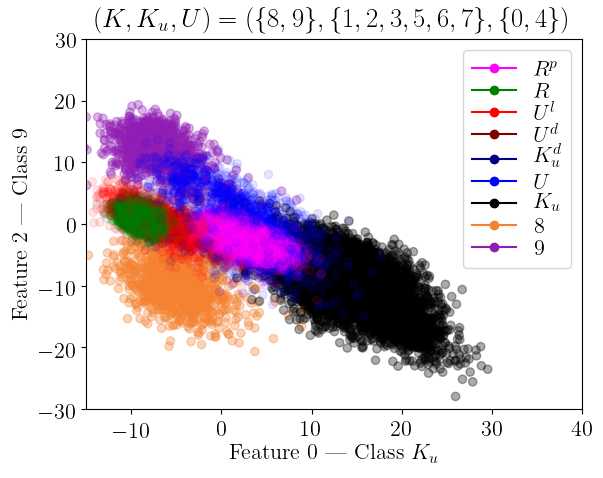 (K, K_u, U) = ({8, 9}, {1, 2, 3, 5, 6, 7}, {0, 4})
30
20
10
0
−10
−20
−30
Feature 2 — Class 9
R^p
R
U^l
U^d
K_u^d
U
K_u
8
9
−10
0
10
20
30
40
Feature 0 — Class K_u